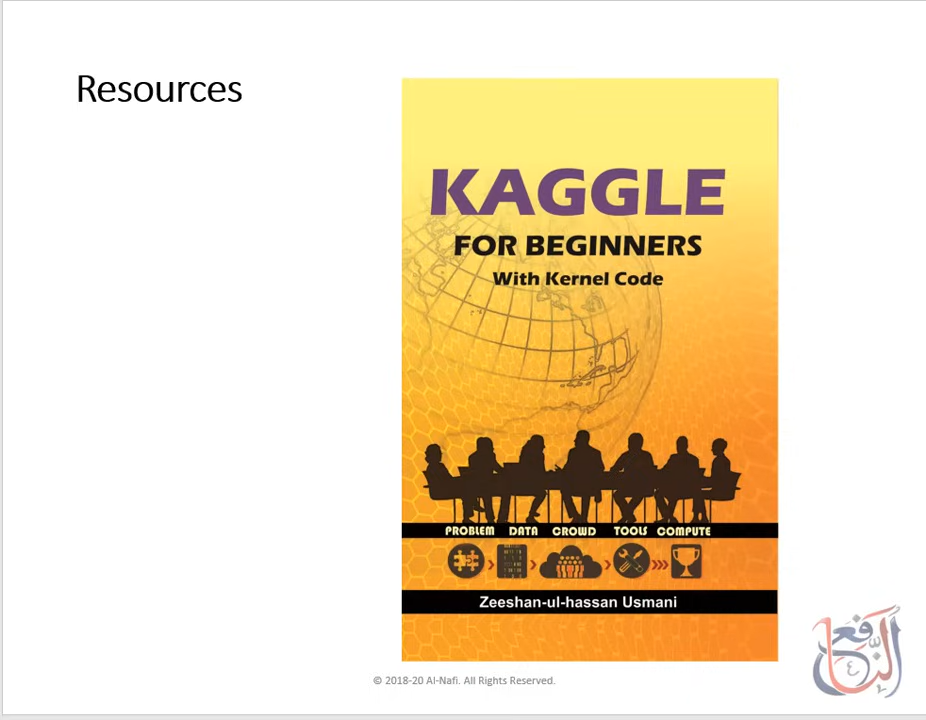 Resources
KAGGLE
FOR BEGINNERS
With Kernel Code
PROBLEM DATA CROWD TOOLS COMPUTE
Zeeshan-ul-hassan Usmani
© 2018-20 Al-Nafi. All Rights Reserved.
النافع